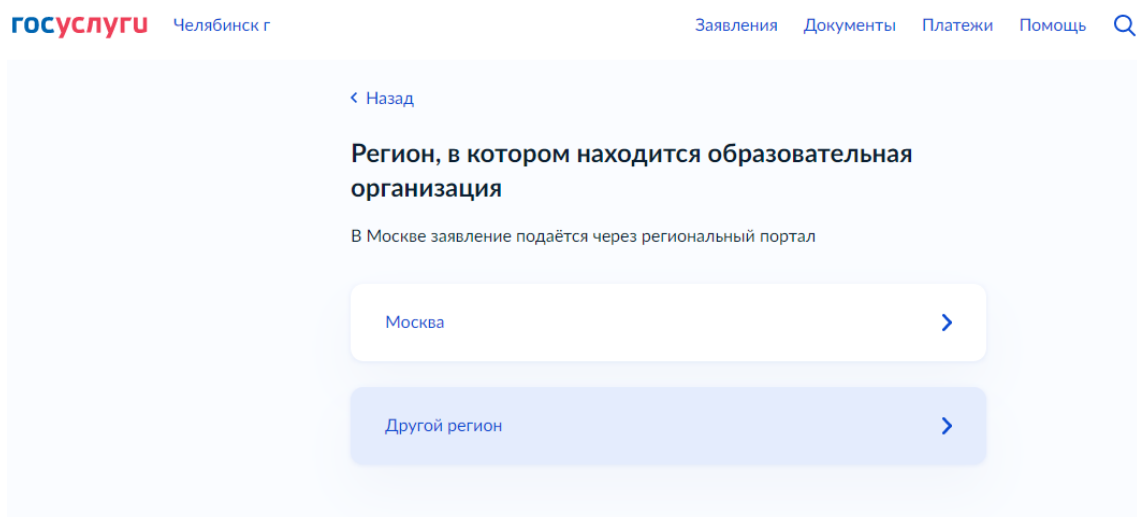 госуслуги Челябинск г Заявления Документы Платежи Помощь
Назад
Регион, в котором находится образовательная
организация
В Москве заявление подаётся через региональный портал
Москва
Другой регион